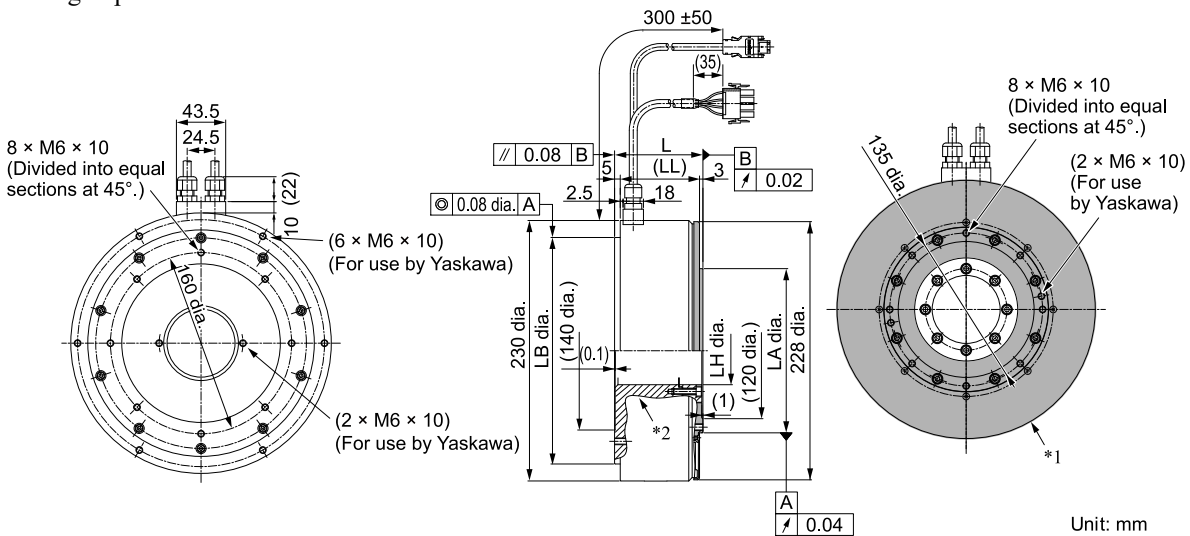 300 ±50
(35)
43.5
24.5
8 × M6 × 10
(Divided into equal
sections at 45°.)
(22)
10
(6 × M6 × 10)
(For use by Yaskawa)
160 dia.
(2 × M6 × 10)
(For use by Yaskawa)
// 0.08 B
L
(LL)
5
3
B
0.02
2.5
18
◎ 0.08 dia. A
230 dia.
LB dia.
(140 dia.)
(0.1)
LH dia.
(120 dia.)
LA dia.
228 dia.
(1)
*2
A
0.04
8 × M6 × 10
(Divided into equal
sections at 45°.)
135 dia.
(2 × M6 × 10)
(For use
by Yaskawa)
*1
Unit: mm